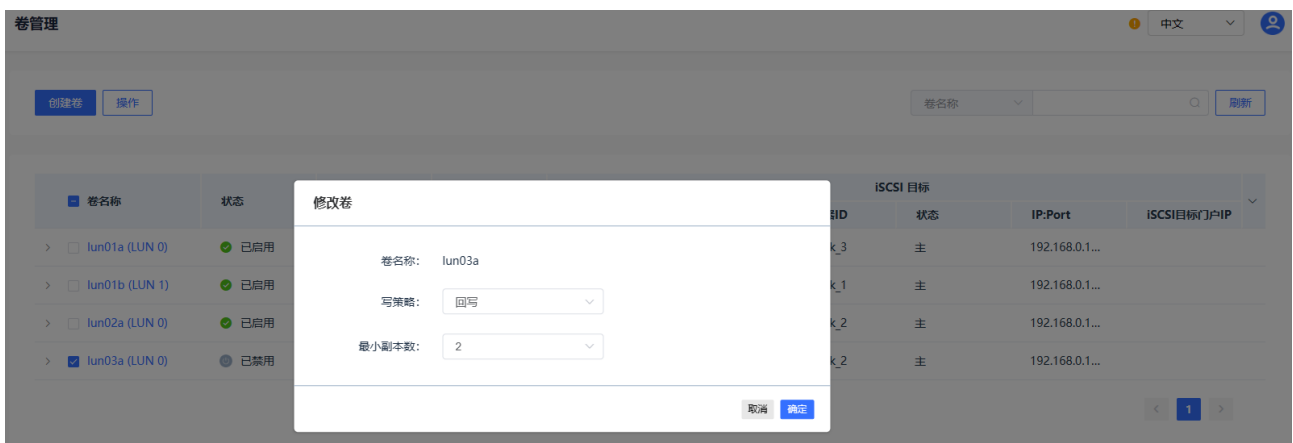 卷管理
中文
创建卷 操作 卷名称 刷新
卷名称 状态 iSCSI 目标
状态 IP:Port iSCSI目标门户IP
lun01a (LUN 0) 已启用 k_3 主 192.168.0.1...
lun01b (LUN 1) 已启用 k_1 主 192.168.0.1...
lun02a (LUN 0) 已启用 k_2 主 192.168.0.1...
lun03a (LUN 0) 已禁用 k_2 主 192.168.0.1...
修改卷
卷名称: lun03a
写策略: 回写
最小副本数: 2
取消 确定
1